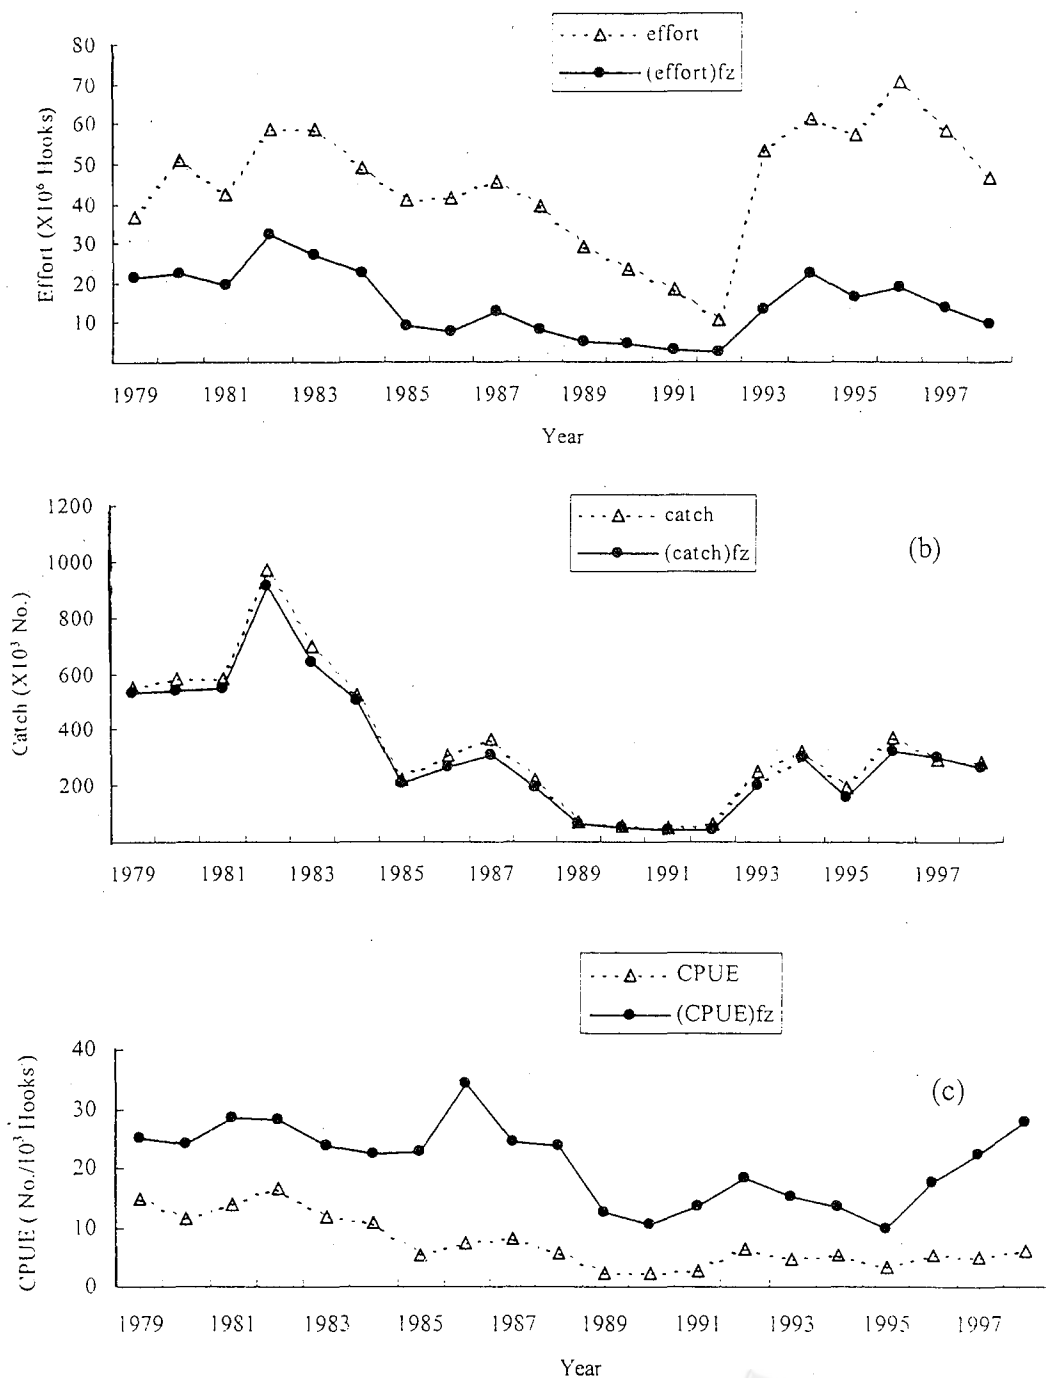 effort
(effort)fz
80
70
60
50
40
30
20
10
Effort (X10⁶ Hooks)
1979 1981 1983 1985 1987 1989 1991 1993 1995 1997
Year
catch
(catch)fz
(b)
1200
1000
800
600
400
200
Catch (X10³ No.)
1979 1981 1983 1985 1987 1989 1991 1993 1995 1997
CPUE
(CPUE)fz
(c)
40
30
20
10
0
CPUE ( No./10³ Hooks)
1979 1981 1983 1985 1987 1989 1991 1993 1995 1997
Year